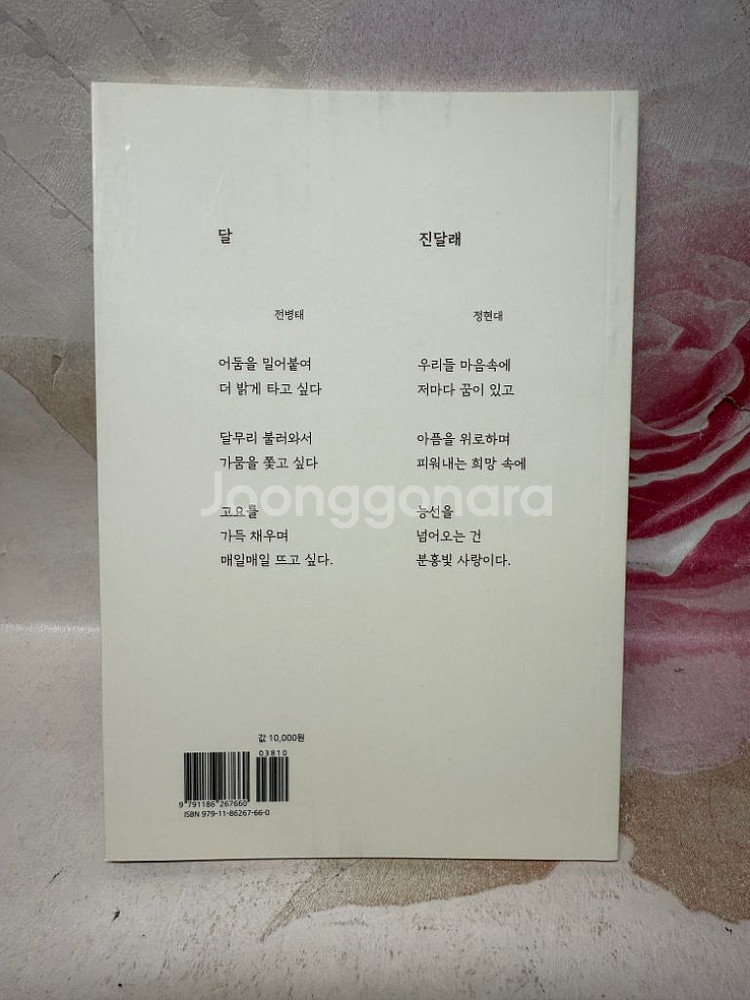 달
전병태
어둠을 밀어붙여
더 밝게 타고 싶다
달무리 불러와서
가뭄을 쫓고 싶다
고요를
가득 채우며
매일매일 뜨고 싶다.
진달래
정현대
우리들 마음속에
저마다 꿈이 있고
아픔을 위로하며
피워내는 희망 속에
능선을
넘어오는 건
분홍빛 사랑이다.
Joonggonara
값 10,000원
03810
9 791186 267660
ISBN 979-11-86267-66-0